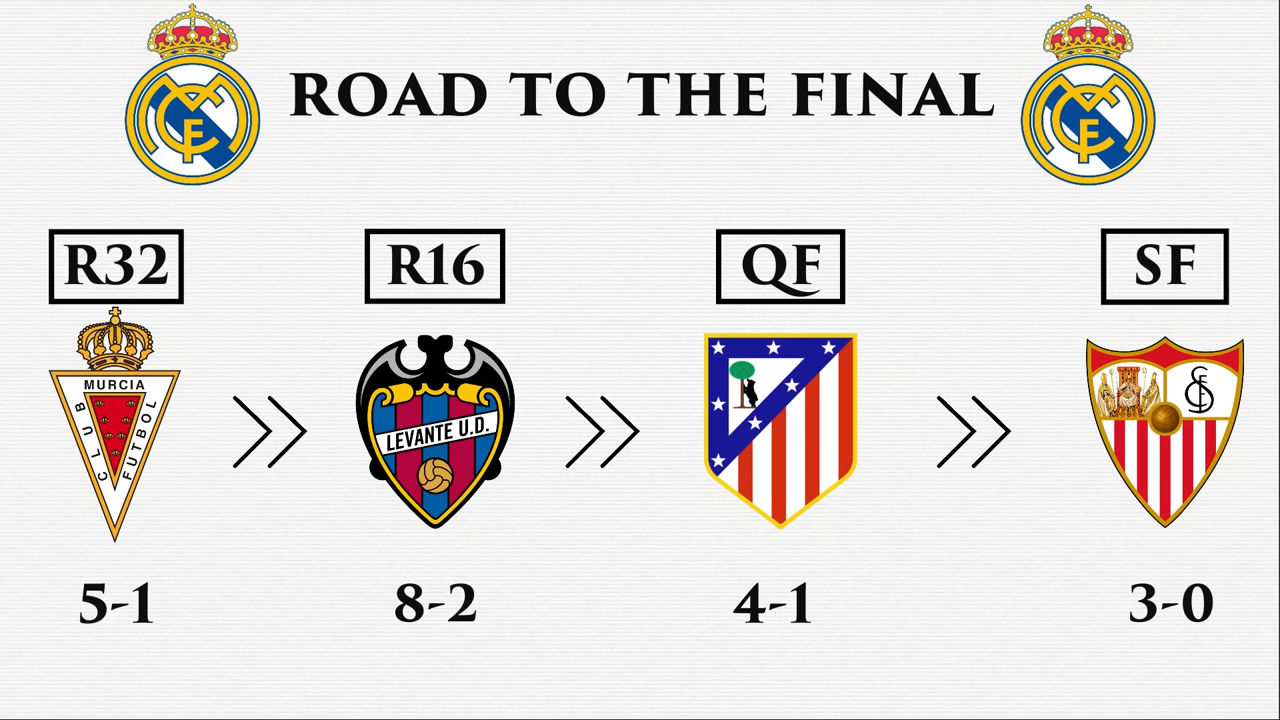 ROAD TO THE FINAL
R32
R16
QF
SF
MURCIA
CLUB
FUTBOL
LEVANTE U.D.
5-1
8-2
4-1
3-0